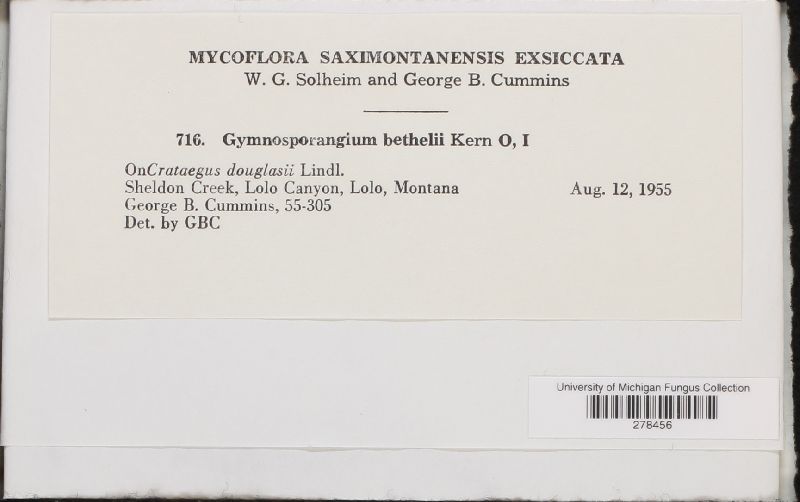 MYCOFLORA SAXIMONTANENSIS EXSICCATA
W. G. Solheim and George B. Cummins
716. Gymnosporangium bethelii Kern O, I
OnCrataegus douglasii Lindl.
Sheldon Creek, Lolo Canyon, Lolo, Montana Aug. 12, 1955
George B. Cummins, 55-305
Det. by GBC
University of Michigan Fungus Collection
278456